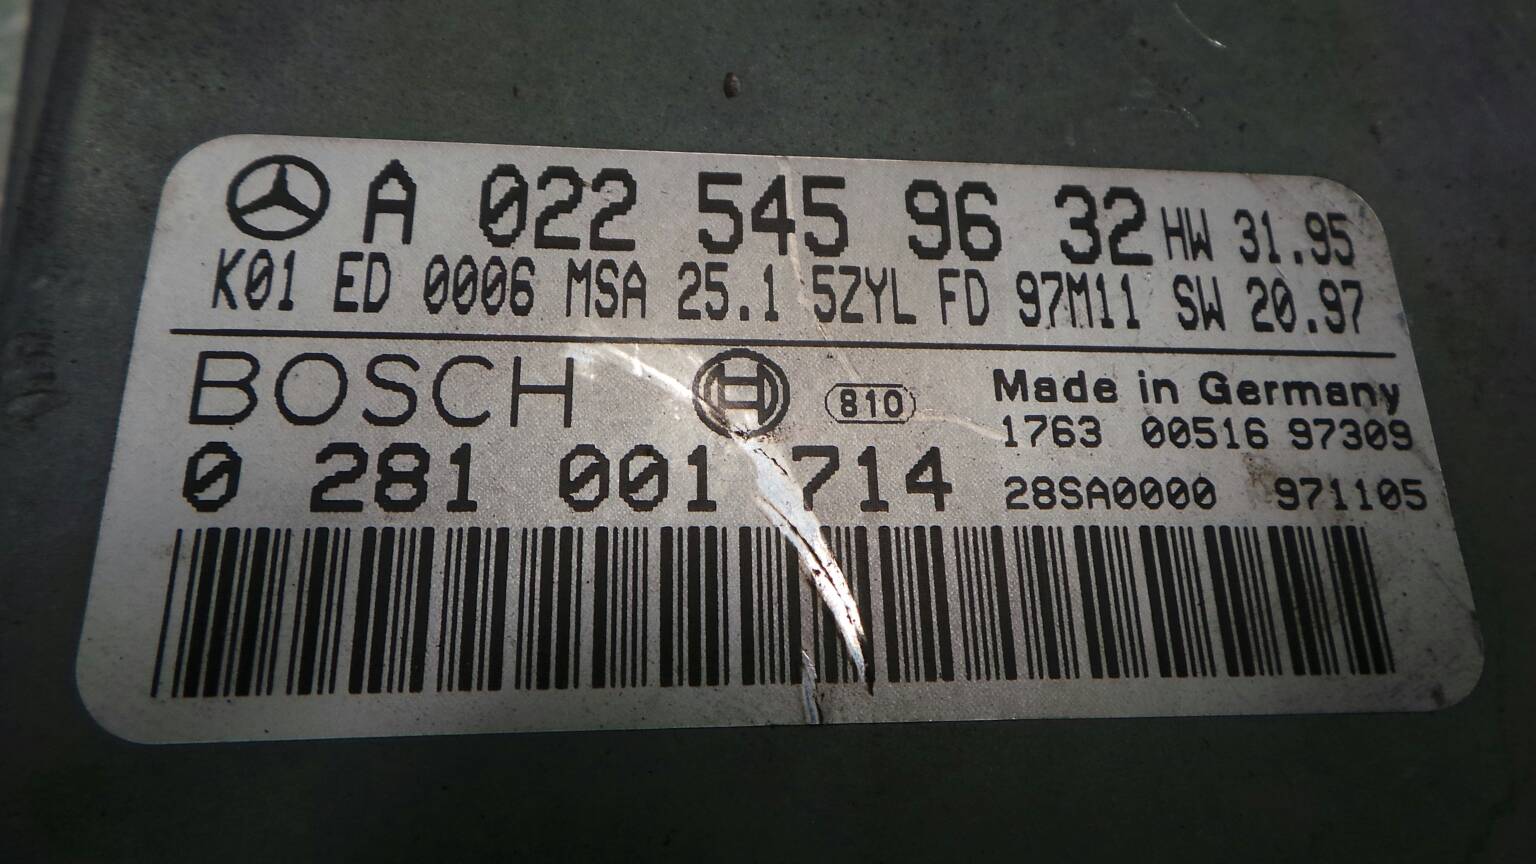 A 022 545 96 32 HW 31.95
K01 ED 0006 MSA 25.1 5ZYL FD 97M11 SW 20.97
BOSCH 810 Made in Germany
1763 00516 97309
0 281 001 714 28SA0000 971105